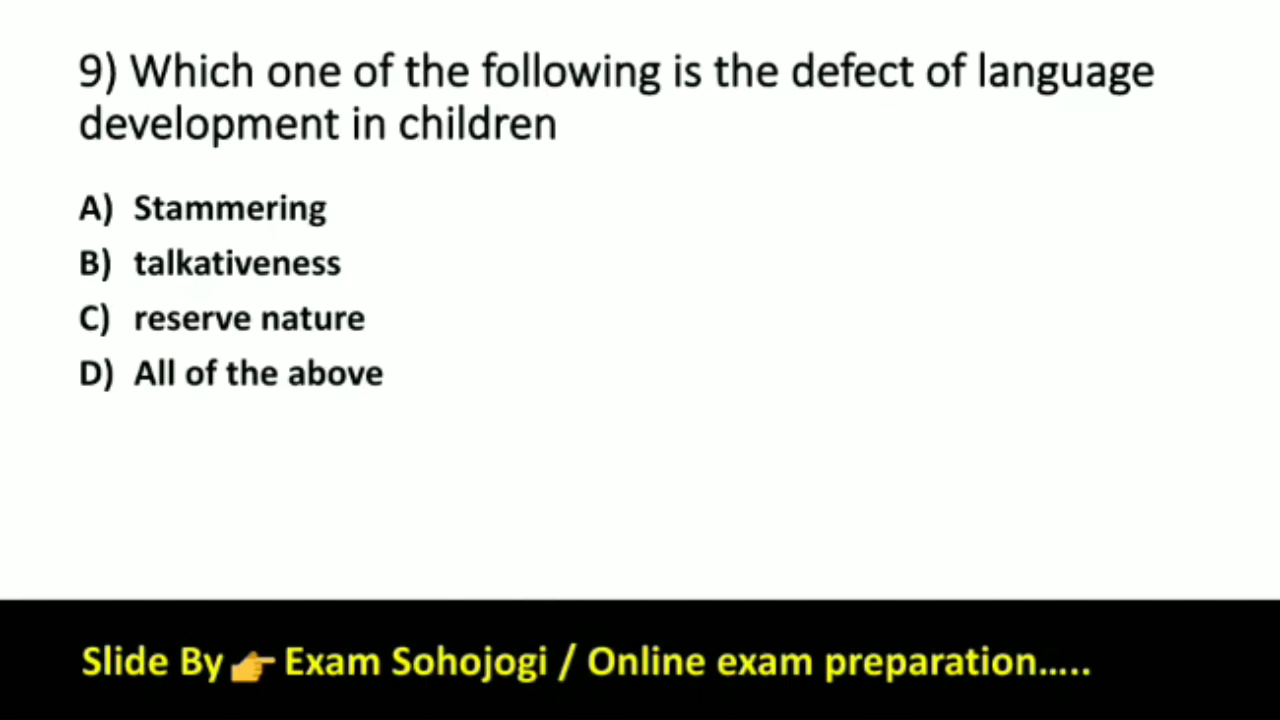 9) Which one of the following is the defect of language
development in children
A) Stammering
B) talkativeness
C) reserve nature
D) All of the above
Slide By 👉 Exam Sohojogi / Online exam preparation.....